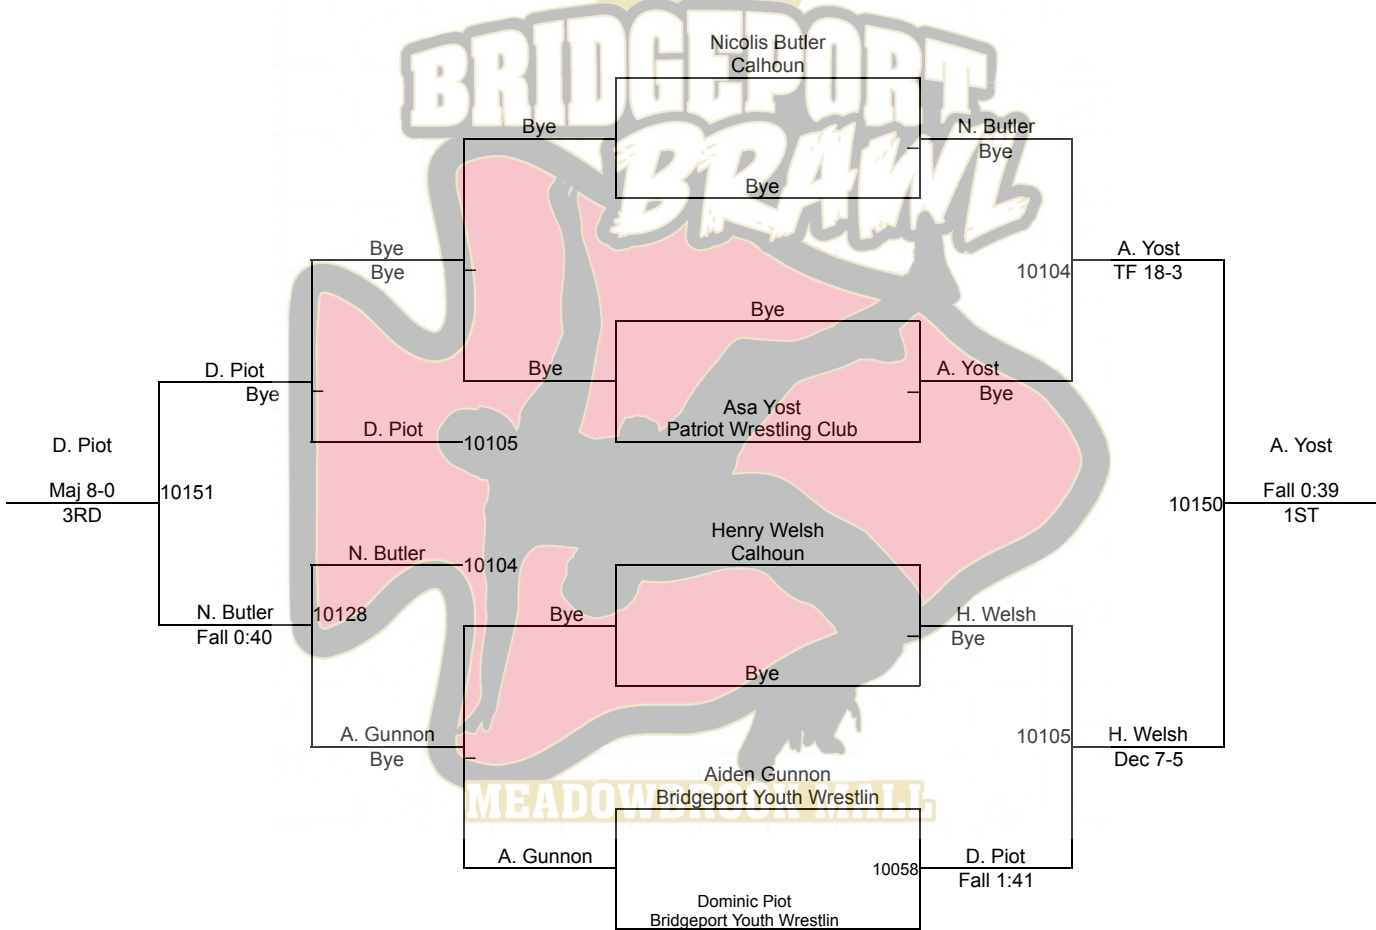 BRIDGEPORT
BRAWL
Nicolis Butler
Calhoun
Bye
N. Butler
Bye
Bye
Bye
Bye
10104
A. Yost
TF 18-3
Bye
D. Piot
Bye
Bye
A. Yost
Bye
Asa Yost
Patriot Wrestling Club
D. Piot
10105
D. Piot
A. Yost
Maj 8-0
3RD
10151
10150
Fall 0:39
1ST
Henry Welsh
Calhoun
N. Butler
10104
N. Butler
Fall 0:40
10128
Bye
H. Welsh
Bye
Bye
A. Gunnon
Bye
10105
H. Welsh
Dec 7-5
Aiden Gunnon
Bridgeport Youth Wrestlin
MEADOWBROOK MALL
A. Gunnon
10058
D. Piot
Fall 1:41
Dominic Piot
Bridgeport Youth Wrestlin